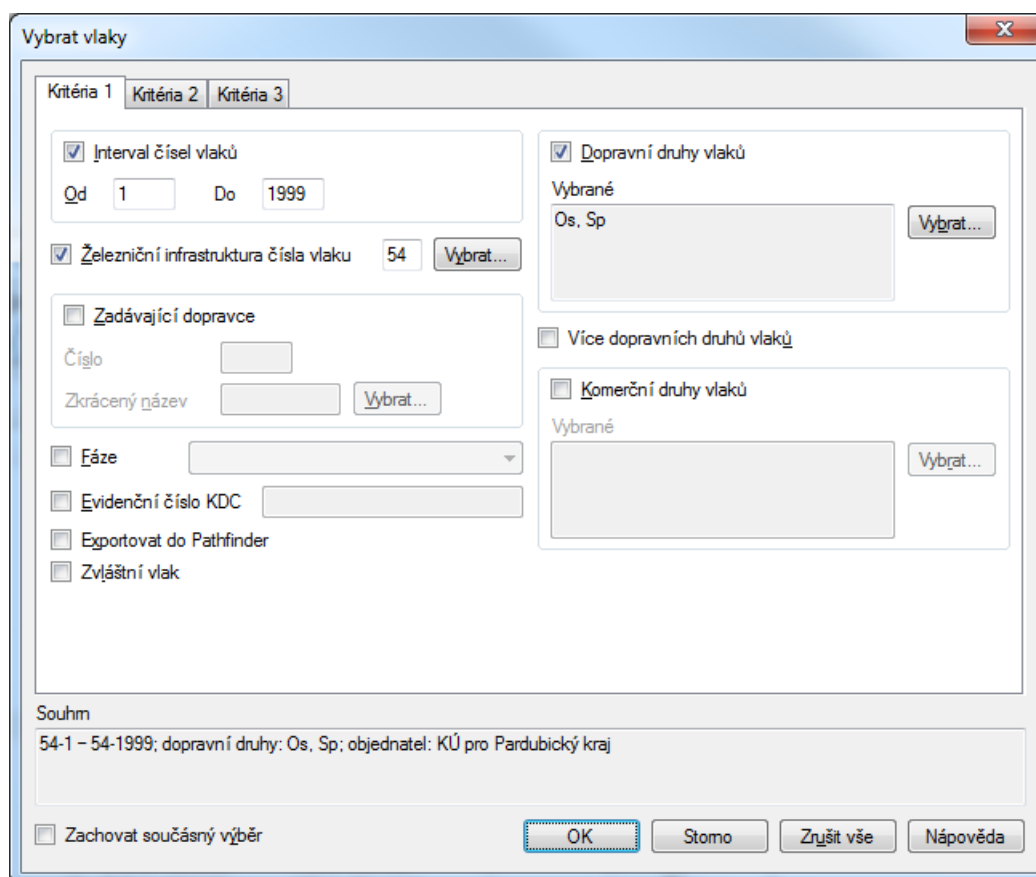 Vybrat vlaky
Kritéria 1 Kritéria 2 Kritéria 3
Interval čísel vlaků
Od 1 Do 1999
Železniční infrastruktura čísla vlaku 54 Vybrat...
Zadávající dopravce
Číslo
Zkrácený název Vybrat...
Fáze
Evidenční číslo KDC
Exportovat do Pathfinder
Zvláštní vlak
Dopravní druhy vlaků
Vybrané
Os, Sp Vybrat...
Více dopravních druhů vlaků
Komerční druhy vlaků
Vybrané
Vybrat...
Souhrn
54-1 – 54-1999; dopravní druhy: Os, Sp; objednatel: KÚ pro Pardubický kraj
Zachovat součásný výběr OK Storno Zrušit vše Nápověda